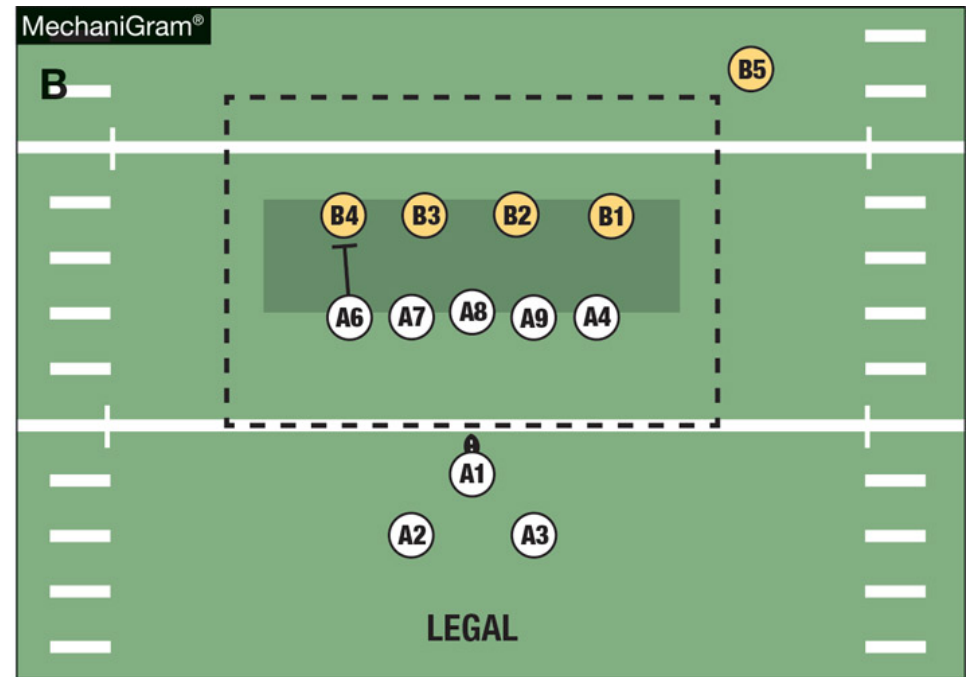 MechaniGram®
B
B5
B4 B3 B2 B1
A6 A7 A8 A9 A4
A1
A2 A3
LEGAL